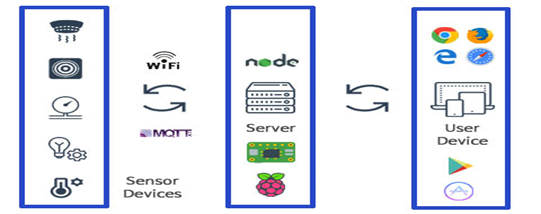 WiFi
MQTT
Sensor
Devices
node
Server
User
Device